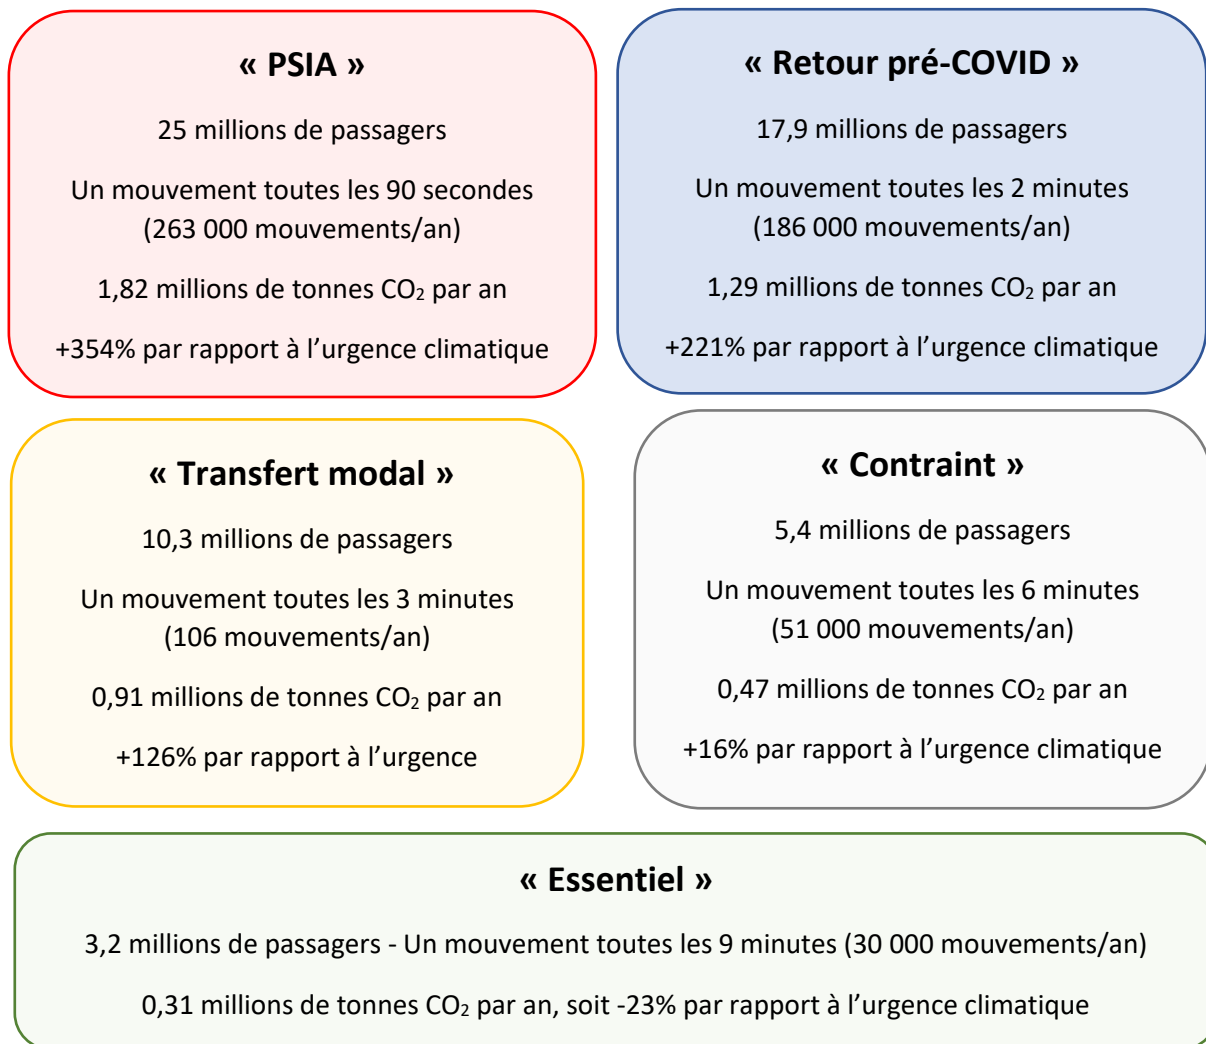 « PSIA »
25 millions de passagers
Un mouvement toutes les 90 secondes
(263 000 mouvements/an)
1,82 millions de tonnes CO₂ par an
+354% par rapport à l’urgence climatique
« Retour pré-COVID »
17,9 millions de passagers
Un mouvement toutes les 2 minutes
(186 000 mouvements/an)
1,29 millions de tonnes CO₂ par an
+221% par rapport à l’urgence climatique
« Transfert modal »
10,3 millions de passagers
Un mouvement toutes les 3 minutes
(106 mouvements/an)
0,91 millions de tonnes CO₂ par an
+126% par rapport à l’urgence
« Contraint »
5,4 millions de passagers
Un mouvement toutes les 6 minutes
(51 000 mouvements/an)
0,47 millions de tonnes CO₂ par an
+16% par rapport à l’urgence climatique
« Essentiel »
3,2 millions de passagers - Un mouvement toutes les 9 minutes (30 000 mouvements/an)
0,31 millions de tonnes CO₂ par an, soit -23% par rapport à l’urgence climatique